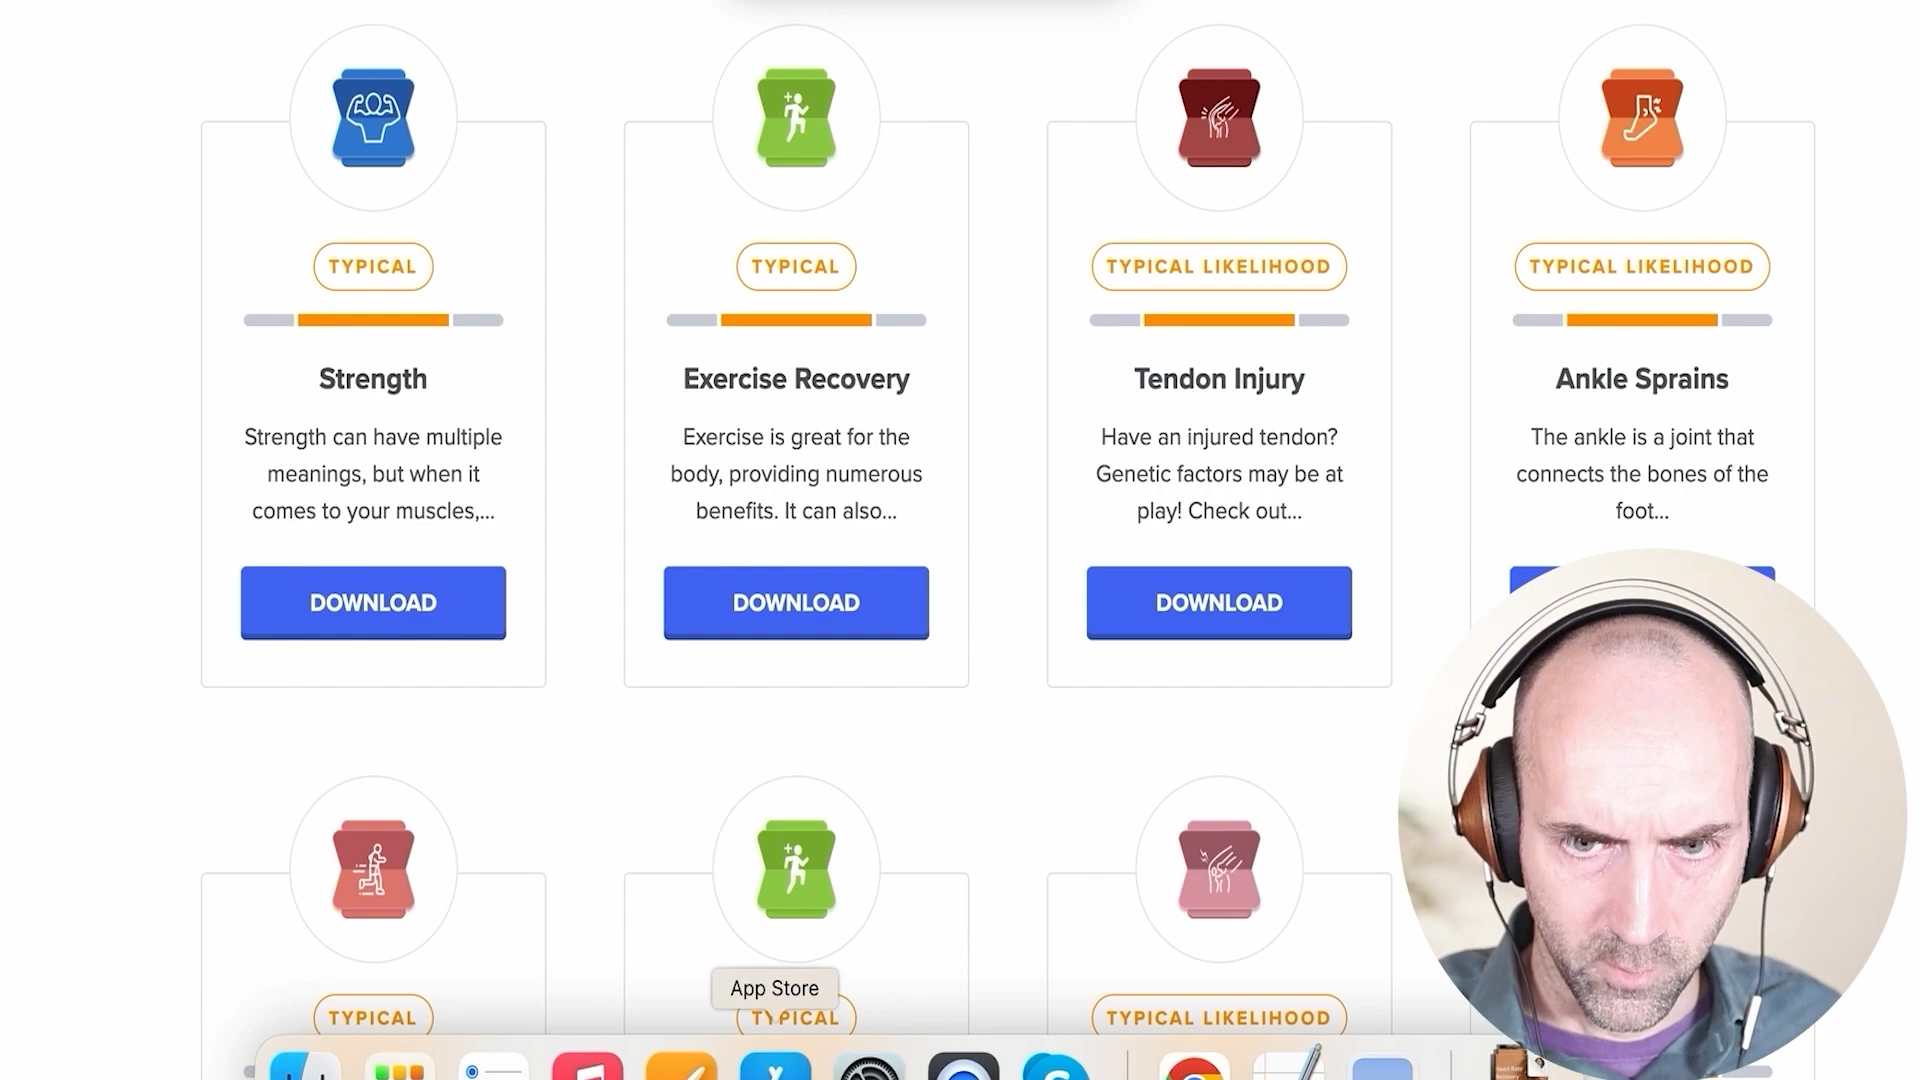 TYPICAL
Strength
Strength can have multiple
meanings, but when it
comes to your muscles,...
DOWNLOAD
TYPICAL
Exercise Recovery
Exercise is great for the
body, providing numerous
benefits. It can also...
DOWNLOAD
TYPICAL LIKELIHOOD
Tendon Injury
Have an injured tendon?
Genetic factors may be at
play! Check out...
DOWNLOAD
TYPICAL LIKELIHOOD
Ankle Sprains
The ankle is a joint that
connects the bones of the
foot...
App Store
TYPICAL
TYPICAL
TYPICAL LIKELIHOOD